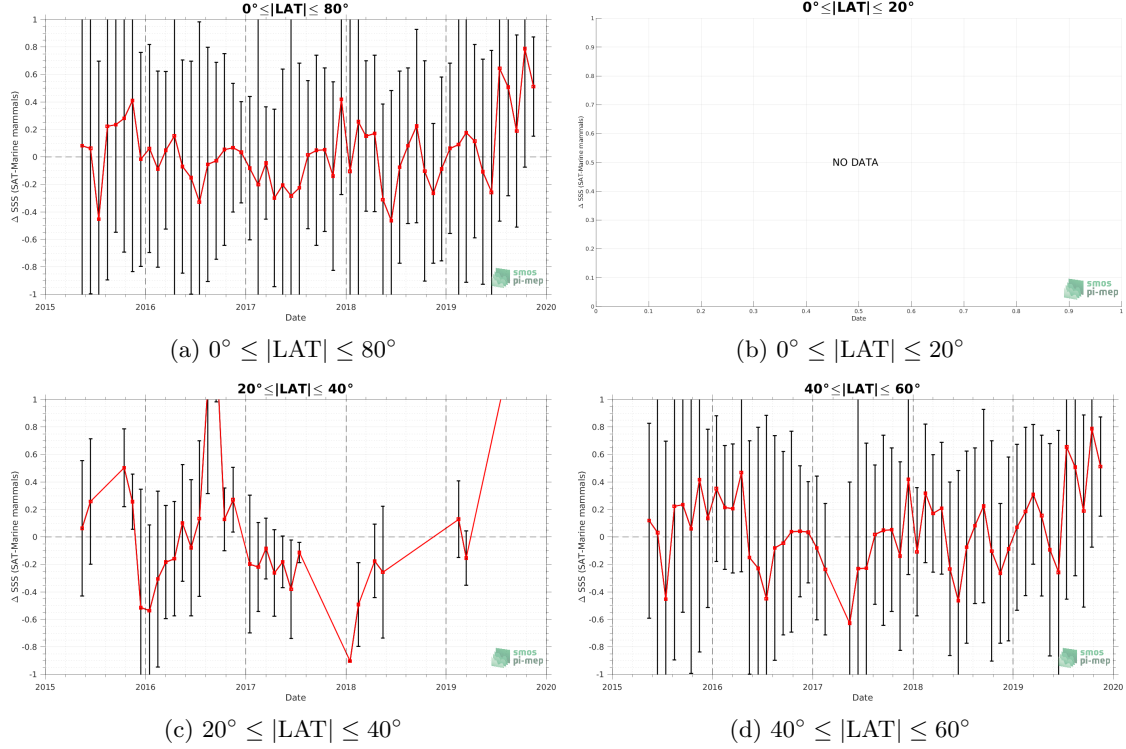 0°≤|LAT|≤ 80°
Δ SSS (SAT-Marine mammals)
1
0.8
0.6
0.4
0.2
0
-0.2
-0.4
-0.6
-0.8
-1
2015
2016
2017
2018
2019
2020
Date
smos
pi-mep
(a) 0° ≤ |LAT| ≤ 80°
0°≤|LAT|≤ 20°
Δ SSS (SAT-Marine mammals)
1
0.9
0.8
0.7
0.6
0.5
0.4
0.3
0.2
0.1
0
NO DATA
0
0.1
0.2
0.3
0.4
0.5
0.6
0.7
0.8
0.9
1
Date
smos
pi-mep
(b) 0° ≤ |LAT| ≤ 20°
20°≤|LAT|≤ 40°
Δ SSS (SAT-Marine mammals)
1
0.8
0.6
0.4
0.2
0
-0.2
-0.4
-0.6
-0.8
-1
2015
2016
2017
2018
2019
2020
Date
smos
pi-mep
(c) 20° ≤ |LAT| ≤ 40°
40°≤|LAT|≤ 60°
Δ SSS (SAT-Marine mammals)
1
0.8
0.6
0.4
0.2
0
-0.2
-0.4
-0.6
-0.8
-1
2015
2016
2017
2018
2019
2020
Date
smos
pi-mep
(d) 40° ≤ |LAT| ≤ 60°